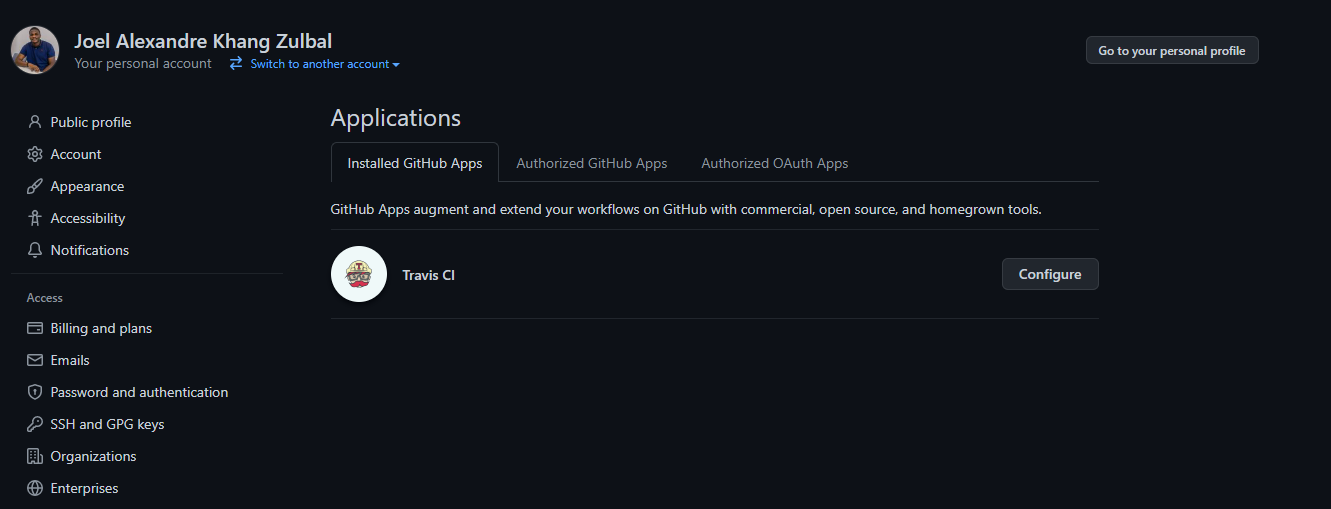 Joel Alexandre Khang Zulbal
Your personal account Switch to another account
Go to your personal profile
Public profile
Account
Appearance
Accessibility
Notifications
Access
Billing and plans
Emails
Password and authentication
SSH and GPG keys
Organizations
Enterprises
Applications
Installed GitHub Apps Authorized GitHub Apps Authorized OAuth Apps
GitHub Apps augment and extend your workflows on GitHub with commercial, open source, and homegrown tools.
Travis CI Configure